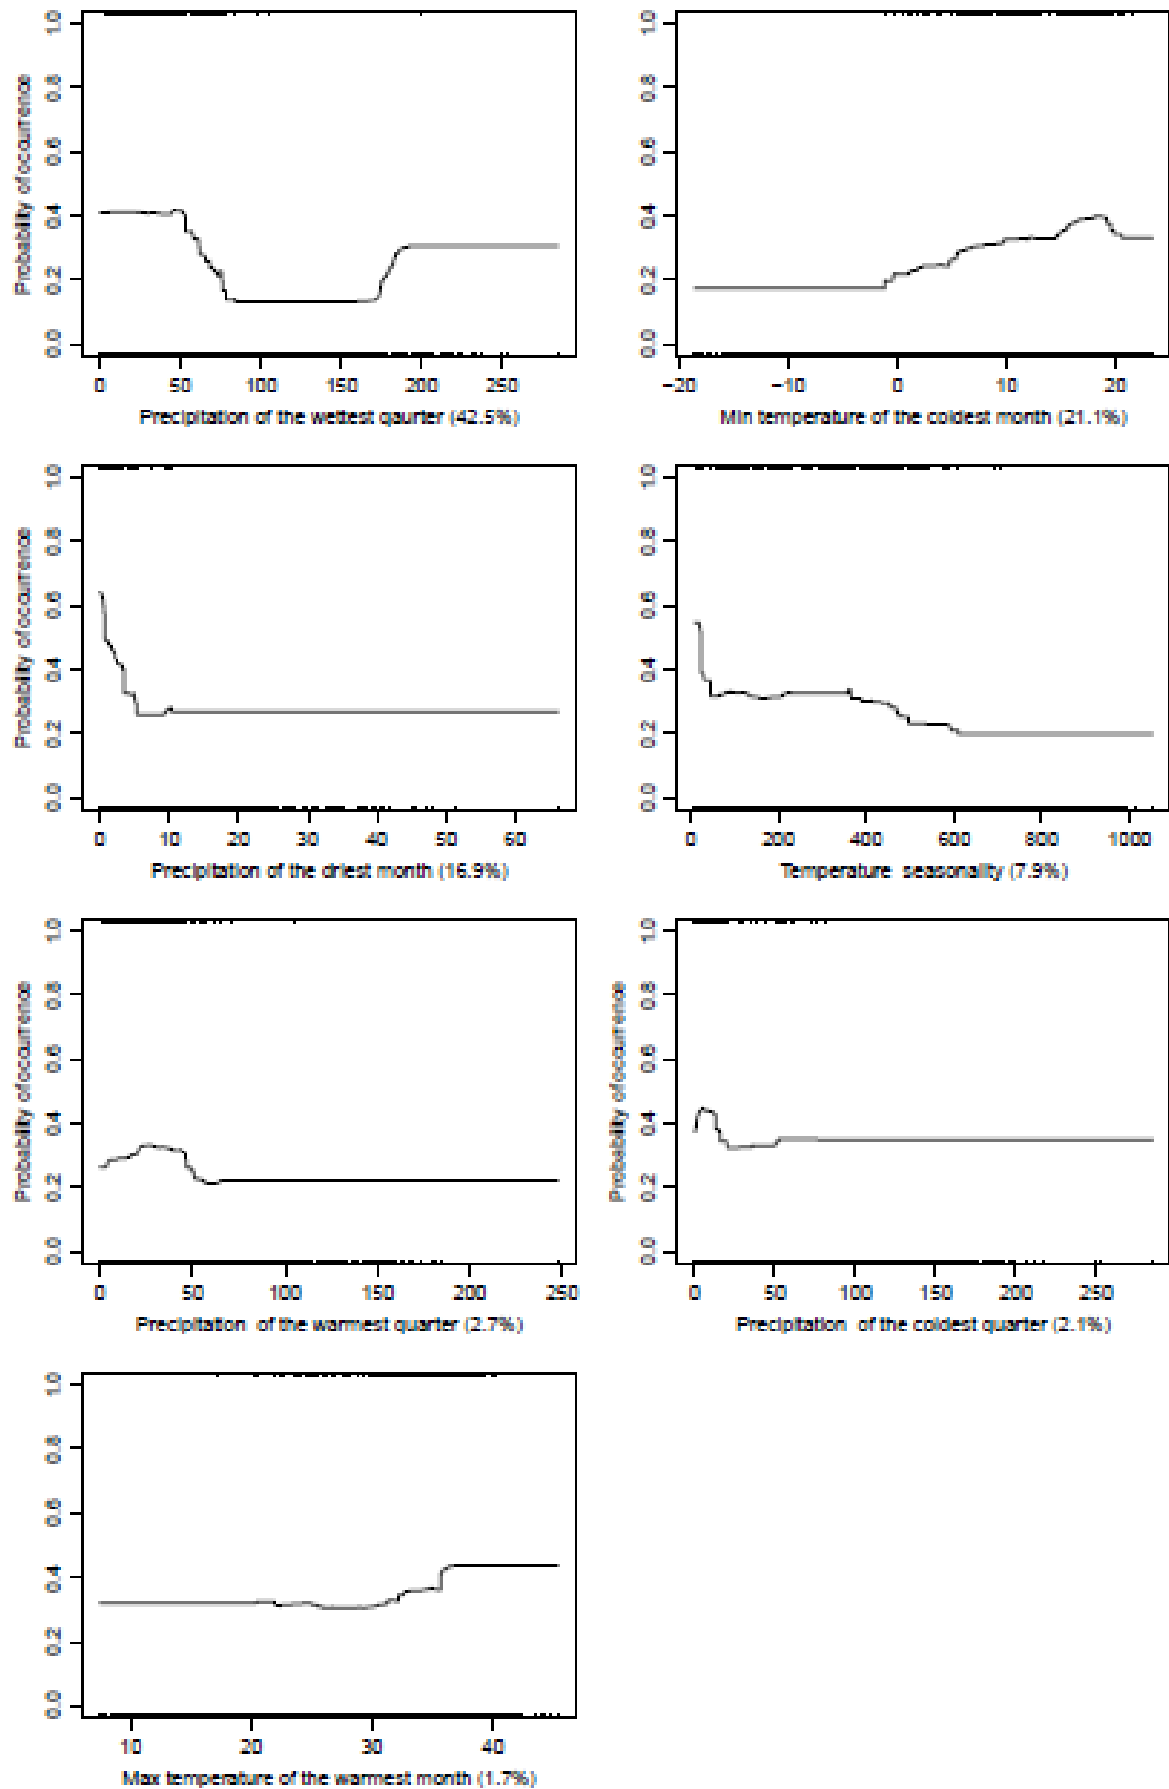 Probability of occurrence
1.0
0.8
0.6
0.4
0.2
0.0
0 50 100 150 200 250
Precipitation of the wettest qaurter (42.5%)
1.0
0.8
0.6
0.4
0.2
0.0
-20 -10 0 10 20
Min temperature of the coldest month (21.1%)
Probability of occurrence
1.0
0.8
0.6
0.4
0.2
0.0
0 10 20 30 40 50 60
Precipitation of the driest month (16.9%)
1.0
0.8
0.6
0.4
0.2
0.0
0 200 400 600 800 1000
Temperature seasonality (7.9%)
Probability of occurrence
1.0
0.8
0.6
0.4
0.2
0.0
0 50 100 150 200 250
Precipitation of the warmest quarter (2.7%)
Probability of occurrence
1.0
0.8
0.6
0.4
0.2
0.0
0 50 100 150 200 250
Precipitation of the coldest quarter (2.1%)
Probability of occurrence
1.0
0.8
0.6
0.4
0.2
0.0
10 20 30 40
Max temperature of the warmest month (1.7%)